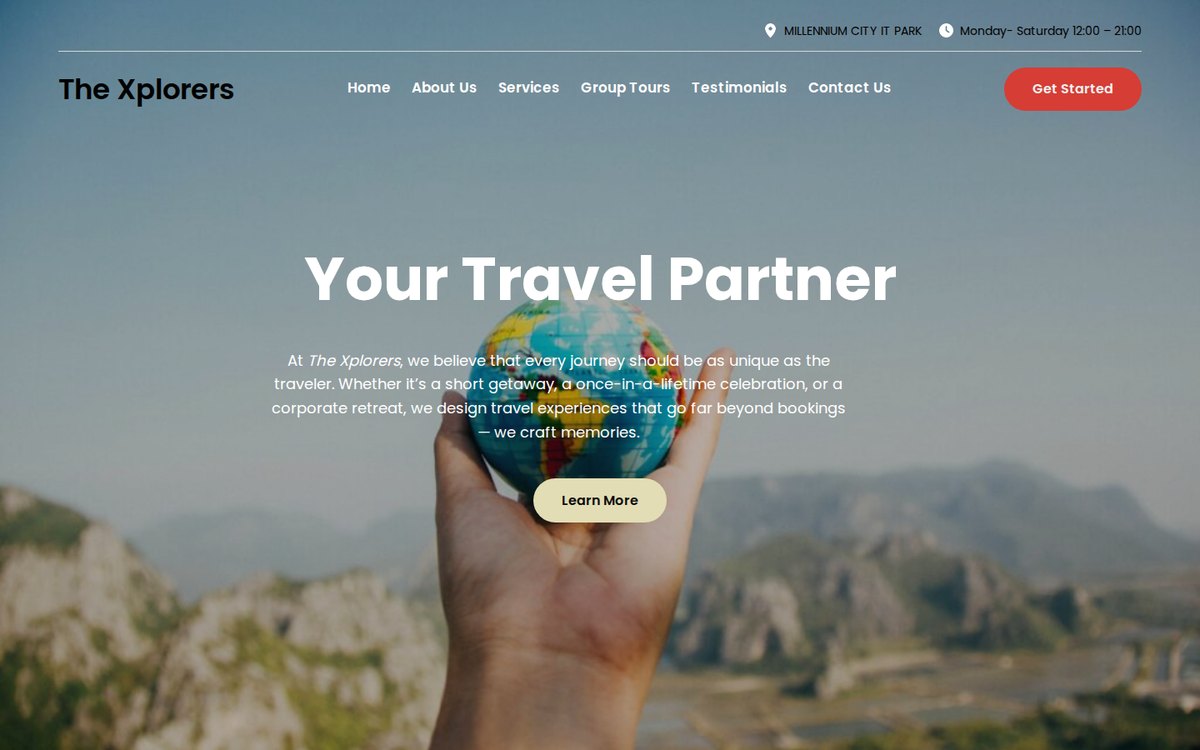 MILLENNIUM CITY IT PARK
Monday- Saturday 12:00 – 21:00
The Xplorers
Home
About Us
Services
Group Tours
Testimonials
Contact Us
Get Started
Your Travel Partner
At The Xplorers, we believe that every journey should be as unique as the
traveler. Whether it’s a short getaway, a once-in-a-lifetime celebration, or a
corporate retreat, we design travel experiences that go far beyond bookings
— we craft memories.
Learn More